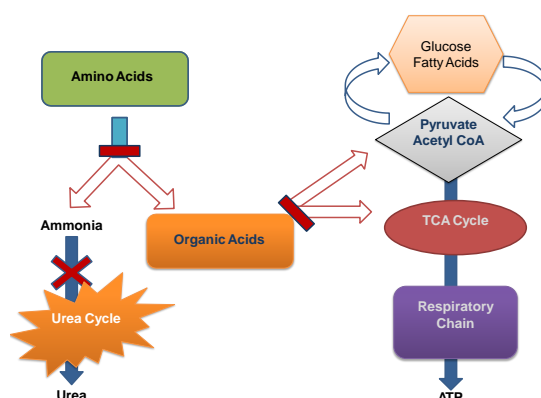 Glucose
Fatty Acids
Amino Acids
Pyruvate
Acetyl CoA
Ammonia
Organic Acids
TCA Cycle
Urea Cycle
Respiratory
Chain
Urea
ATP